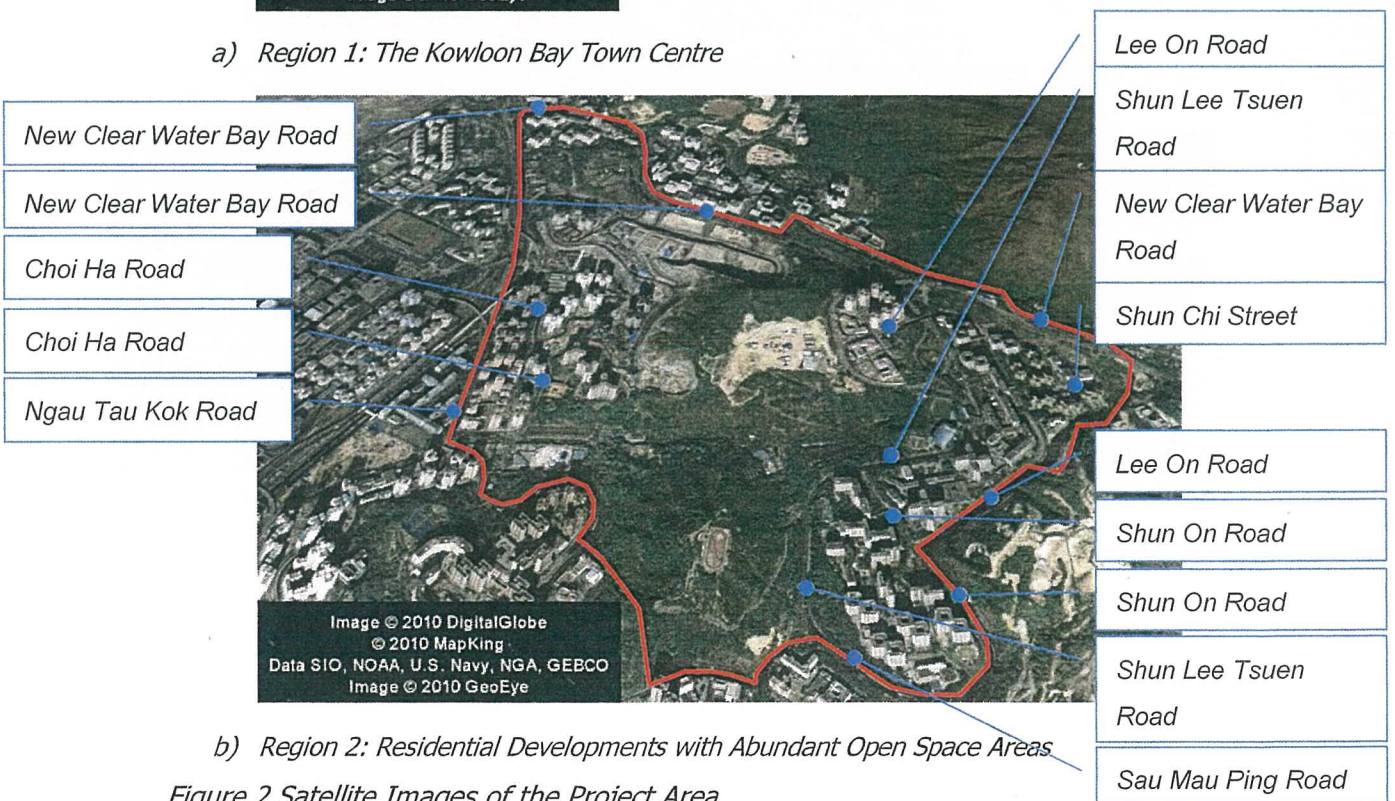 a) Region 1: The Kowloon Bay Town Centre
New Clear Water Bay Road
New Clear Water Bay Road
Choi Ha Road
Choi Ha Road
Ngau Tau Kok Road
Lee On Road
Shun Lee Tsuen
Road
New Clear Water Bay
Road
Shun Chi Street
Lee On Road
Shun On Road
Shun On Road
Shun Lee Tsuen
Road
Sau Mau Ping Road
Image © 2010 DigitalGlobe
© 2010 MapKing
Data SIO, NOAA, U.S. Navy, NGA, GEBCO
Image © 2010 GeoEye
b) Region 2: Residential Developments with Abundant Open Space Areas
Figure 2 Satellite Images of the Project Area